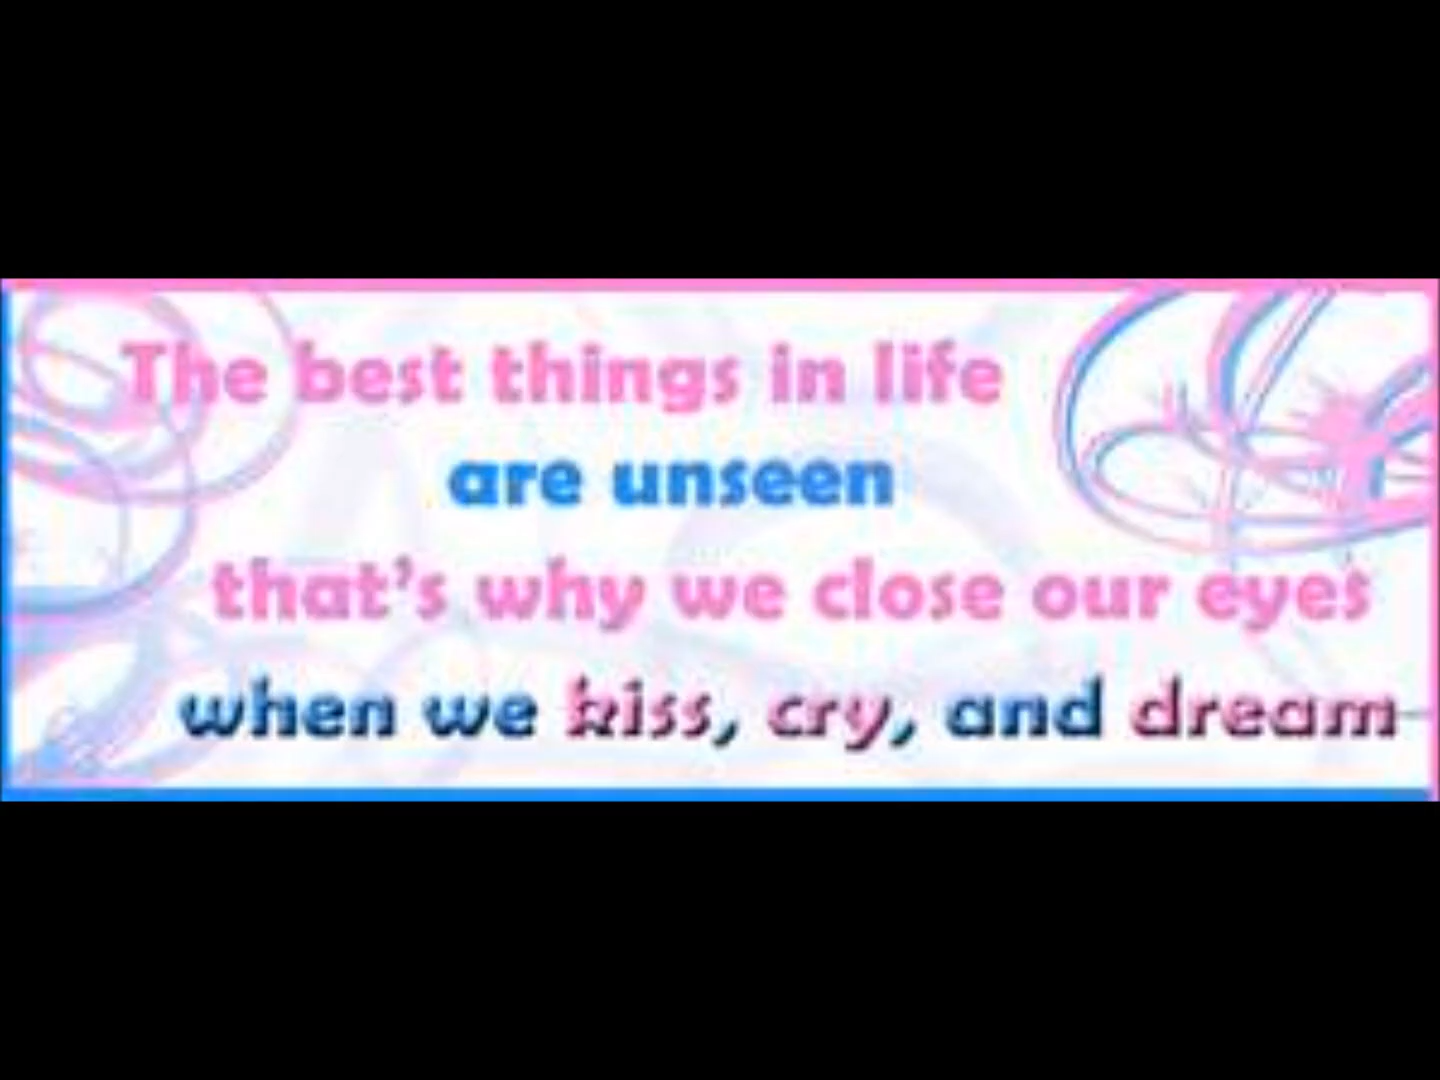 The best things in life
are unseen
that's why we close our eyes
when we kiss, cry, and dream